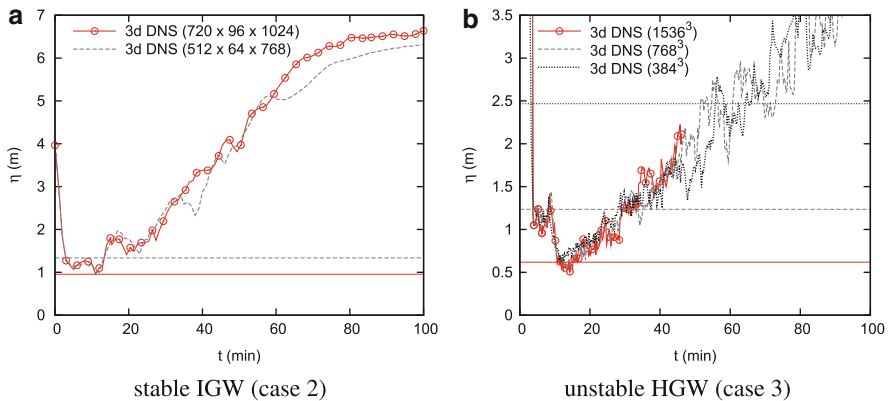 a
7
6
5
4
3
2
1
0
η (m)
3d DNS (720 x 96 x 1024)
3d DNS (512 x 64 x 768)
0 20 40 60 80 100
t (min)
stable IGW (case 2)
b
3.5
3
2.5
2
1.5
1
0.5
0
η (m)
3d DNS (1536³)
3d DNS (768³)
3d DNS (384³)
0 20 40 60 80 100
t (min)
unstable HGW (case 3)